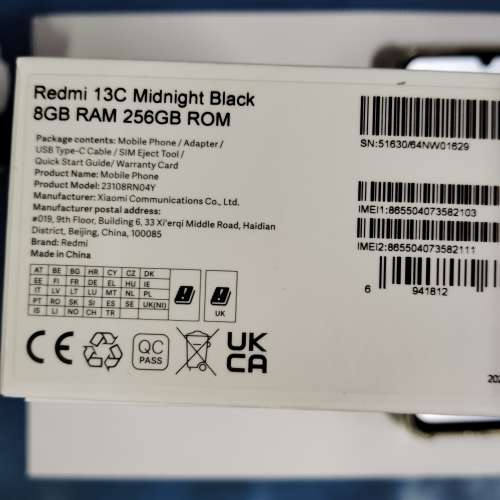 Redmi 13C Midnight Black
8GB RAM 256GB ROM
Package contents: Mobile Phone / Adapter /
USB Type-C Cable / SIM Eject Tool /
Quick Start Guide/ Warranty Card
Product Name: Mobile Phone
Product Model: 23108RN04Y
Manufacturer: Xiaomi Communications Co., Ltd.
Manufacturer postal address:
#019, 9th Floor, Building 6, 33 Xi'erqi Middle Road, Haidian
District, Beijing, China, 100085
Brand: Redmi
Made in China
AT BE BG HR CY CZ DK
EE FI FR DE EL HU IE
IT LV LT LU MT NL PL
PT RO SK SI ES SE UK(NI)
IS LI NO CH TR
UK
CE
QC
PASS
UK
CA
SN:51630/64NW01629
IMEI1:865504073582103
IMEI2:865504073582111
6 941812
202